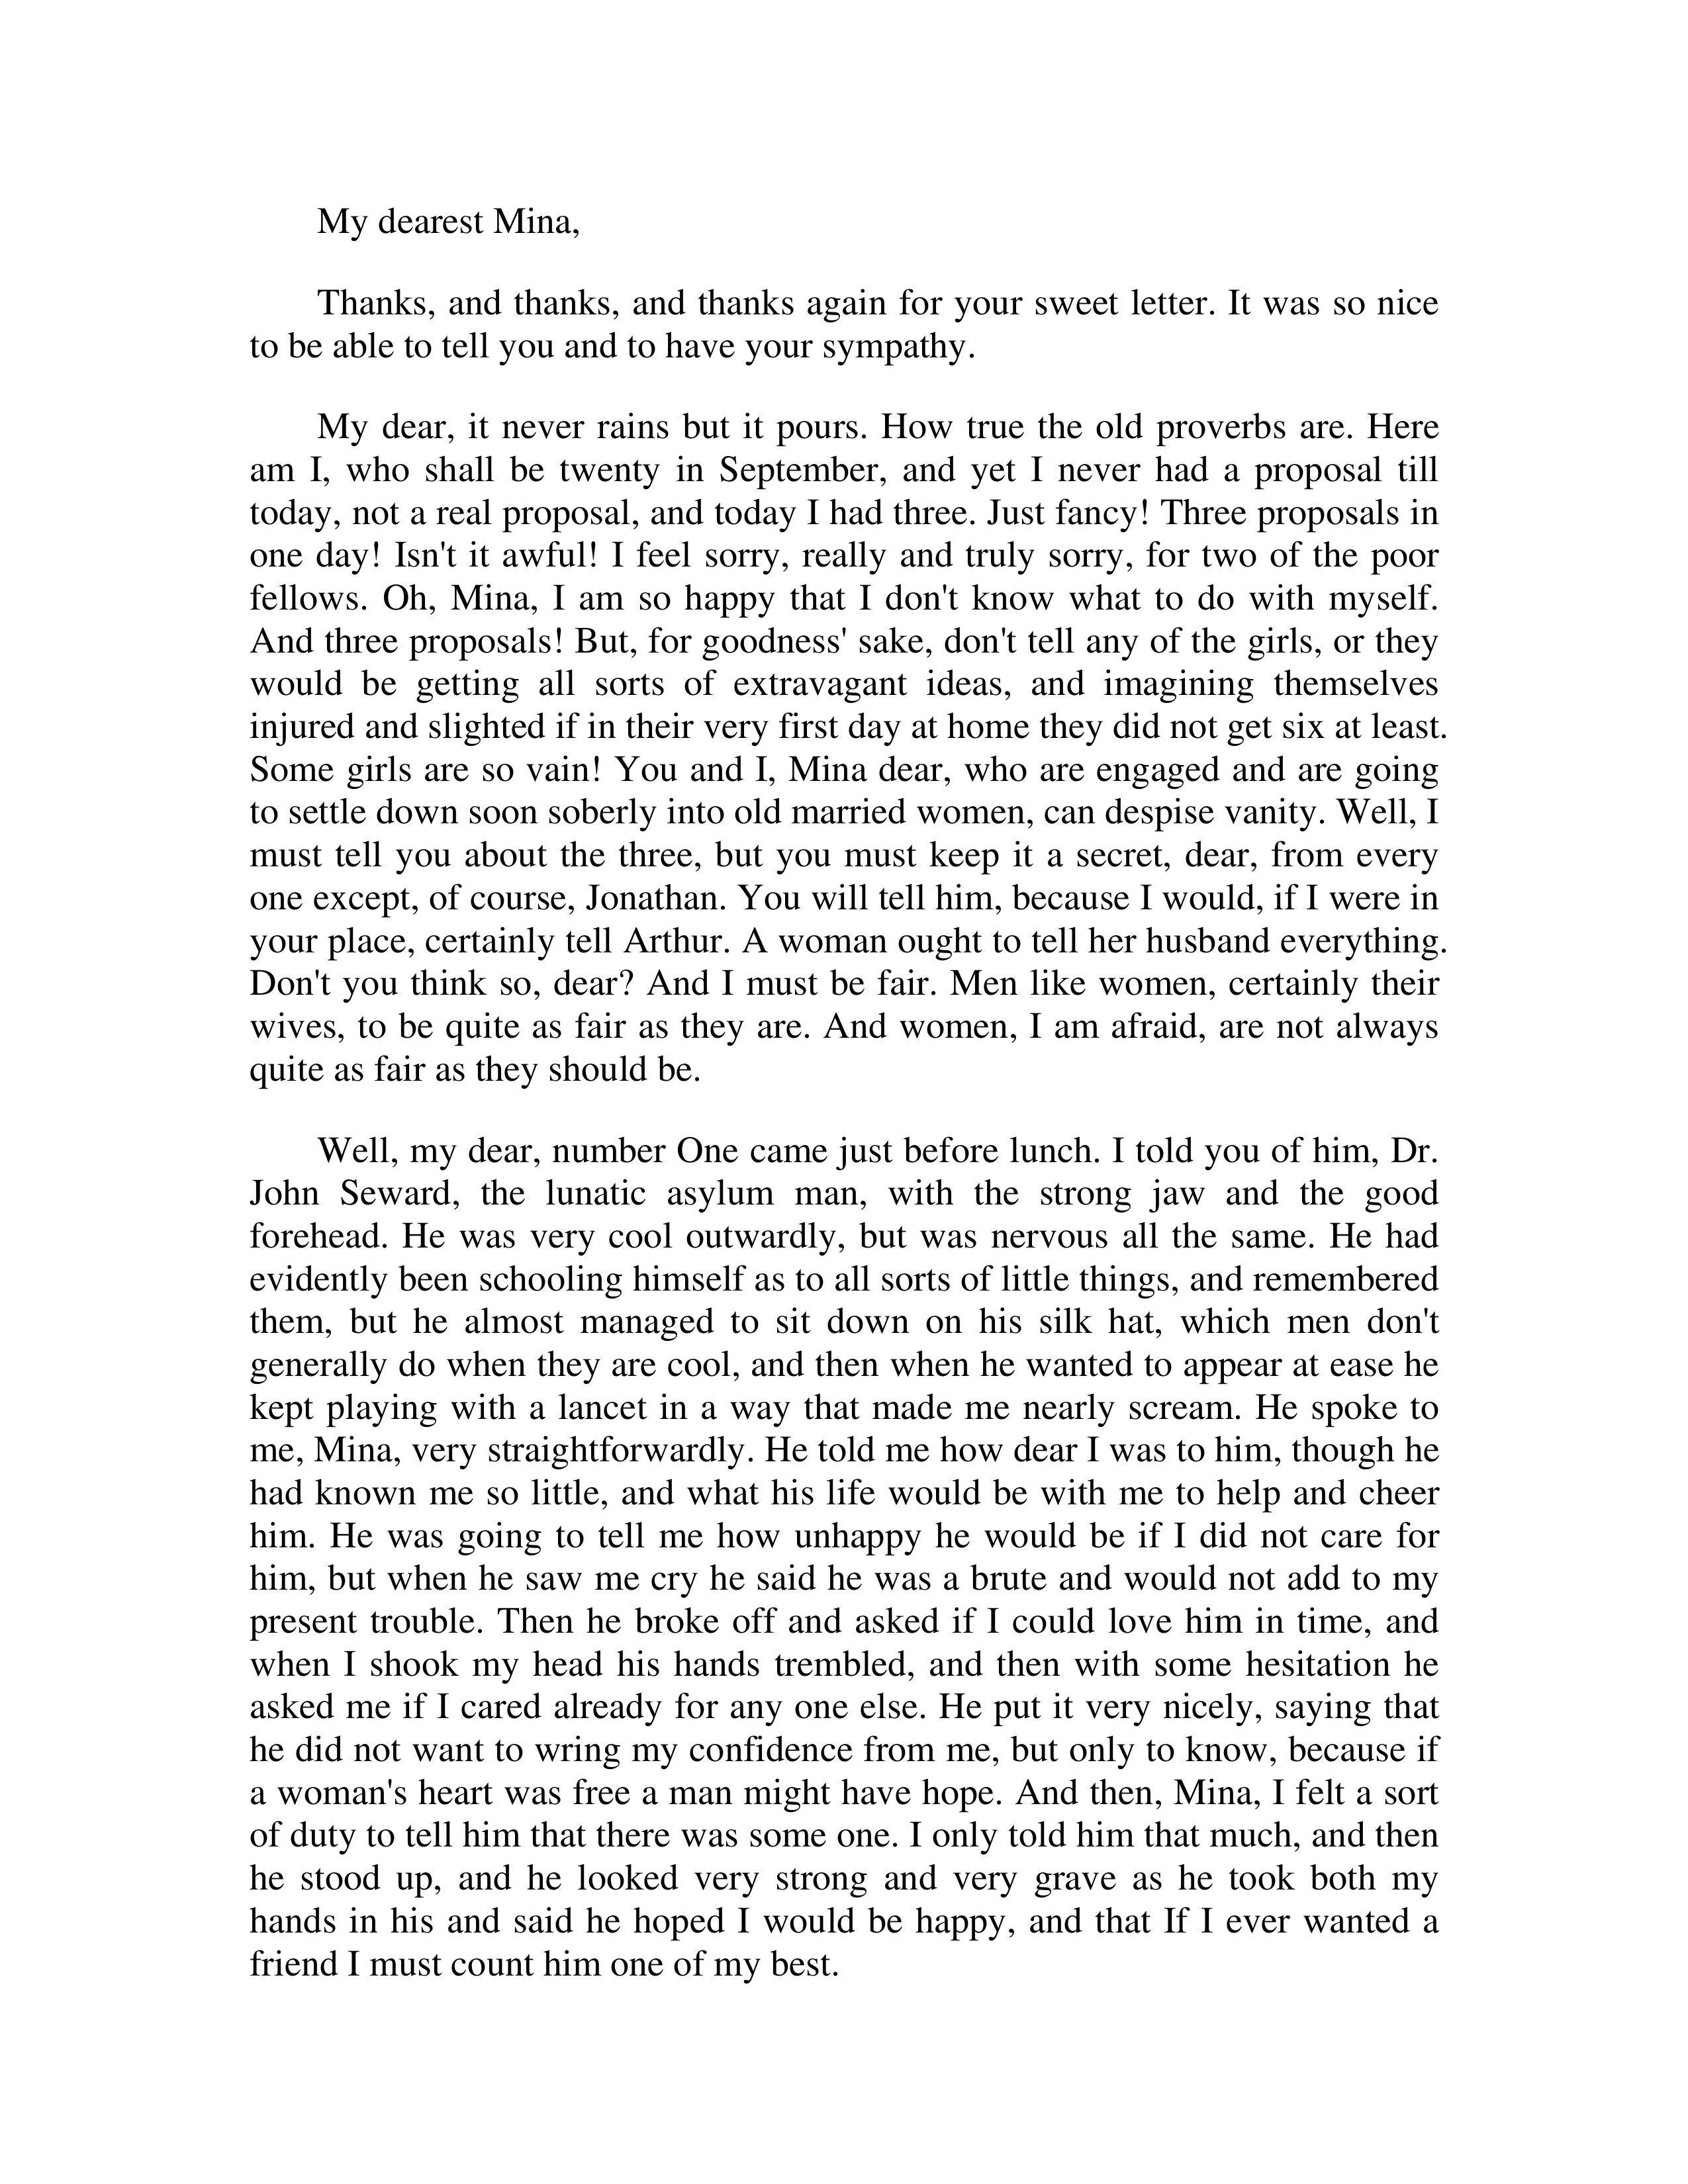 My dearest Mina,
Thanks, and thanks, and thanks again for your sweet letter. It was so nice
to be able to tell you and to have your sympathy.
My dear, it never rains but it pours. How true the old proverbs are. Here
am I, who shall be twenty in September, and yet I never had a proposal till
today, not a real proposal, and today I had three. Just fancy! Three proposals in
one day! Isn't it awful! I feel sorry, really and truly sorry, for two of the poor
fellows. Oh, Mina, I am so happy that I don't know what to do with myself.
And three proposals! But, for goodness' sake, don't tell any of the girls, or they
would be getting all sorts of extravagant ideas, and imagining themselves
injured and slighted if in their very first day at home they did not get six at least.
Some girls are so vain! You and I, Mina dear, who are engaged and are going
to settle down soon soberly into old married women, can despise vanity. Well, I
must tell you about the three, but you must keep it a secret, dear, from every
one except, of course, Jonathan. You will tell him, because I would, if I were in
your place, certainly tell Arthur. A woman ought to tell her husband everything.
Don't you think so, dear? And I must be fair. Men like women, certainly their
wives, to be quite as fair as they are. And women, I am afraid, are not always
quite as fair as they should be.
Well, my dear, number One came just before lunch. I told you of him, Dr.
John Seward, the lunatic asylum man, with the strong jaw and the good
forehead. He was very cool outwardly, but was nervous all the same. He had
evidently been schooling himself as to all sorts of little things, and remembered
them, but he almost managed to sit down on his silk hat, which men don't
generally do when they are cool, and then when he wanted to appear at ease he
kept playing with a lancet in a way that made me nearly scream. He spoke to
me, Mina, very straightforwardly. He told me how dear I was to him, though he
had known me so little, and what his life would be with me to help and cheer
him. He was going to tell me how unhappy he would be if I did not care for
him, but when he saw me cry he said he was a brute and would not add to my
present trouble. Then he broke off and asked if I could love him in time, and
when I shook my head his hands trembled, and then with some hesitation he
asked me if I cared already for any one else. He put it very nicely, saying that
he did not want to wring my confidence from me, but only to know, because if
a woman's heart was free a man might have hope. And then, Mina, I felt a sort
of duty to tell him that there was some one. I only told him that much, and then
he stood up, and he looked very strong and very grave as he took both my
hands in his and said he hoped I would be happy, and that If I ever wanted a
friend I must count him one of my best.